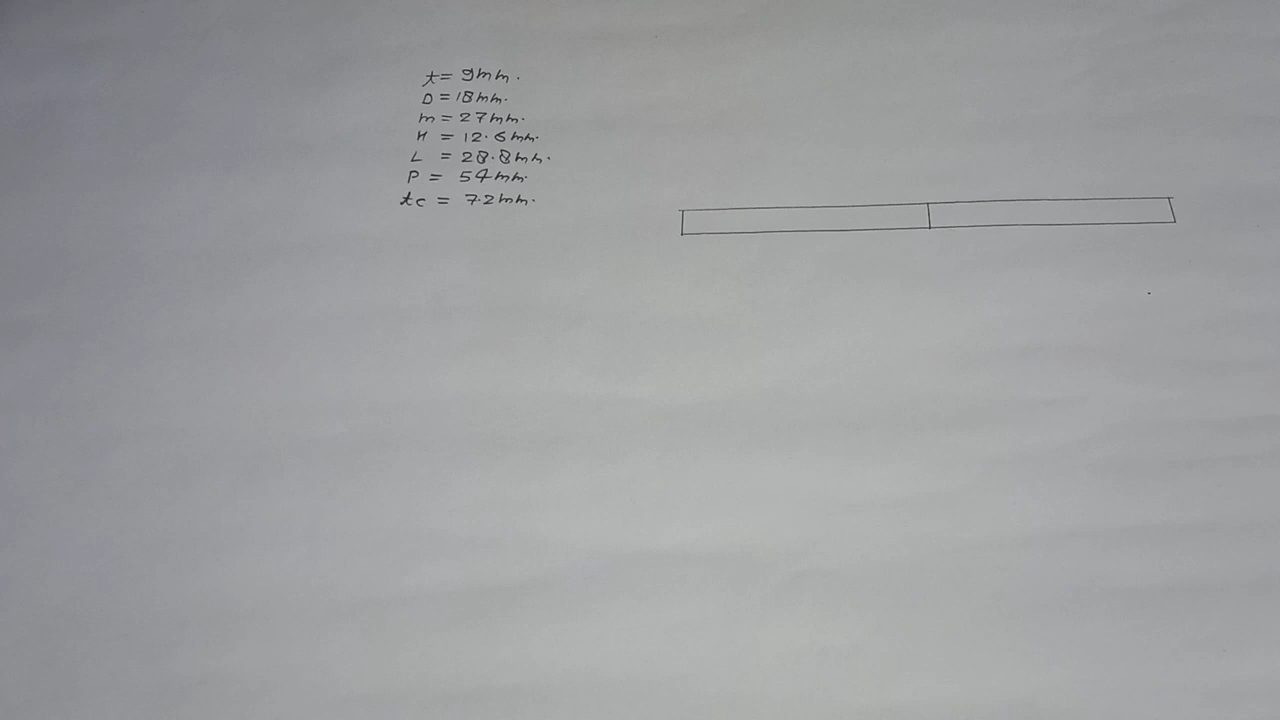 t = 9mm.
D = 18mm.
m = 27mm.
H = 12.6mm.
L = 28.8mm.
P = 54mm.
tc = 7.2mm.